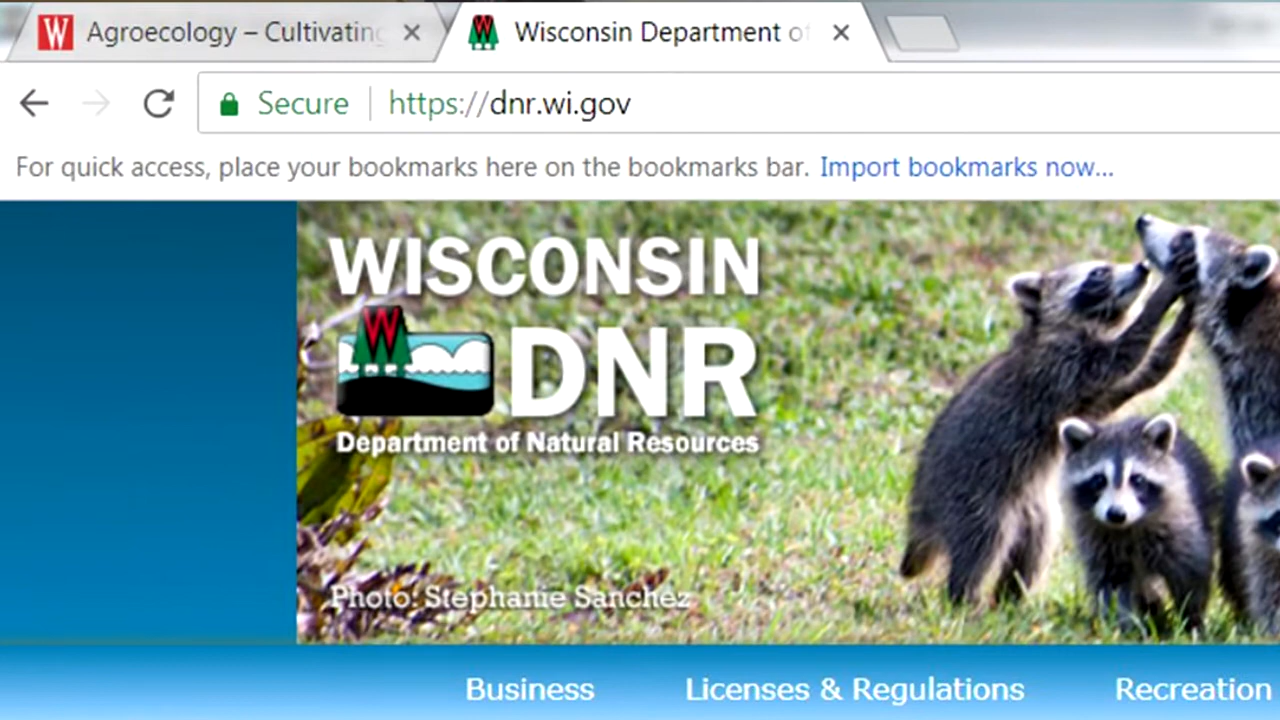 W Agroecology – Cultivating
W Wisconsin Department of
Secure https://dnr.wi.gov
For quick access, place your bookmarks here on the bookmarks bar. Import bookmarks now...
WISCONSIN
W
DNR
Department of Natural Resources
Photo: Stephanie Sanchez
Business Licenses & Regulations Recreation